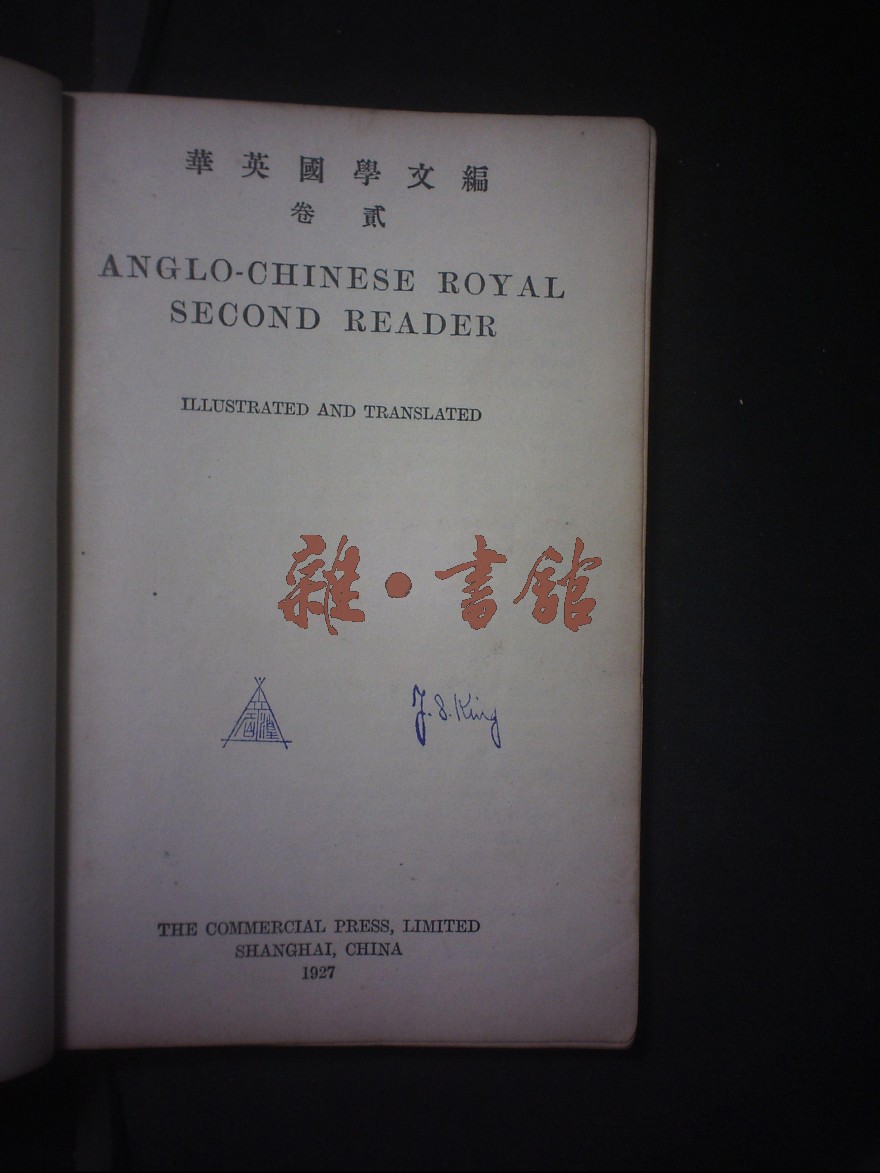 華英國學文編
卷貳
ANGLO-CHINESE ROYAL
SECOND READER
ILLUSTRATED AND TRANSLATED
雜·書館
J. S. King
THE COMMERCIAL PRESS, LIMITED
SHANGHAI, CHINA
1927